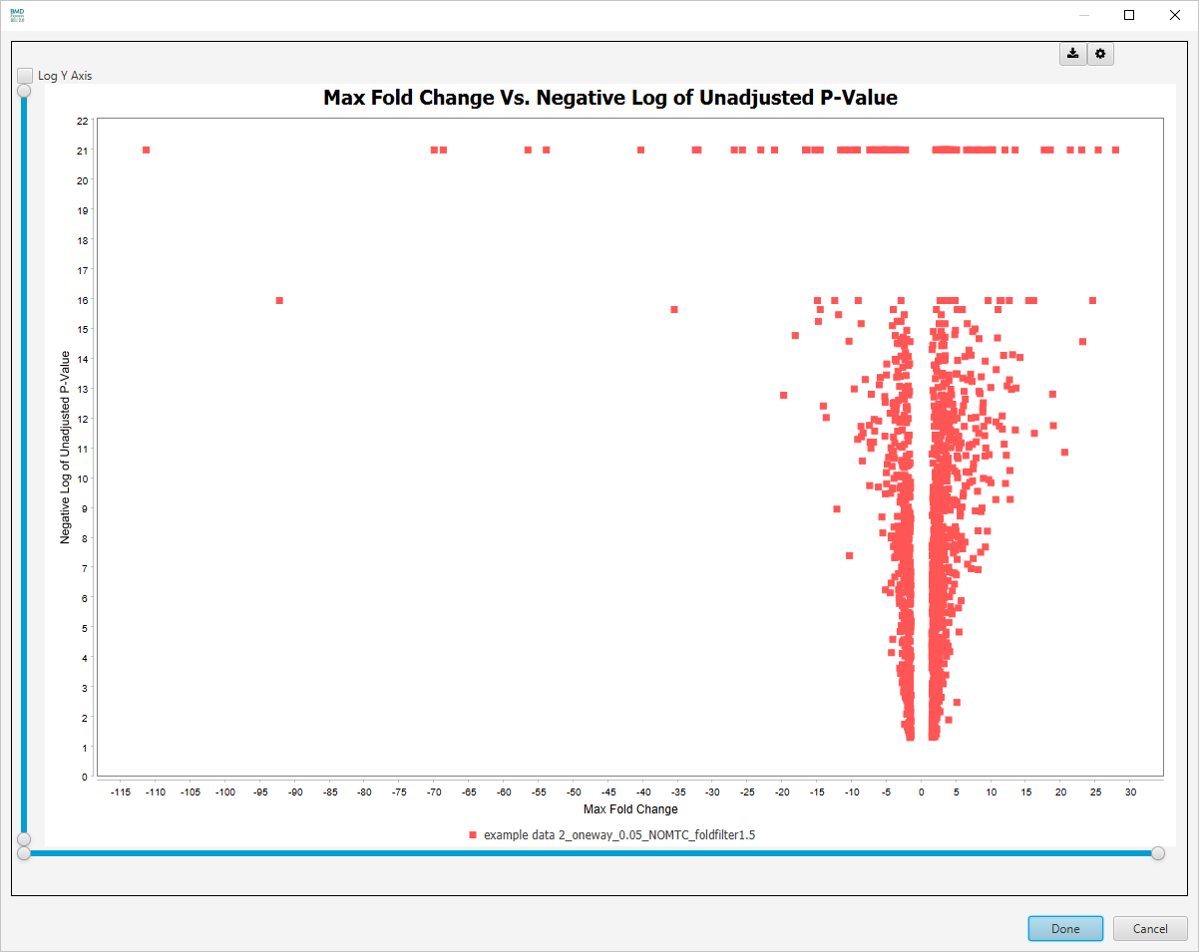 BMD
Log Y Axis
Max Fold Change Vs. Negative Log of Unadjusted P-Value
22
21
20
19
18
17
16
15
14
13
12
11
10
9
8
7
6
5
4
3
2
1
0
Negative Log of Unadjusted P-Value
-115 -110 -105 -100 -95 -90 -85 -80 -75 -70 -65 -60 -55 -50 -45 -40 -35 -30 -25 -20 -15 -10 -5 0 5 10 15 20 25 30
Max Fold Change
example data 2_oneway_0.05_NOMTC_foldfilter1.5
Done Cancel